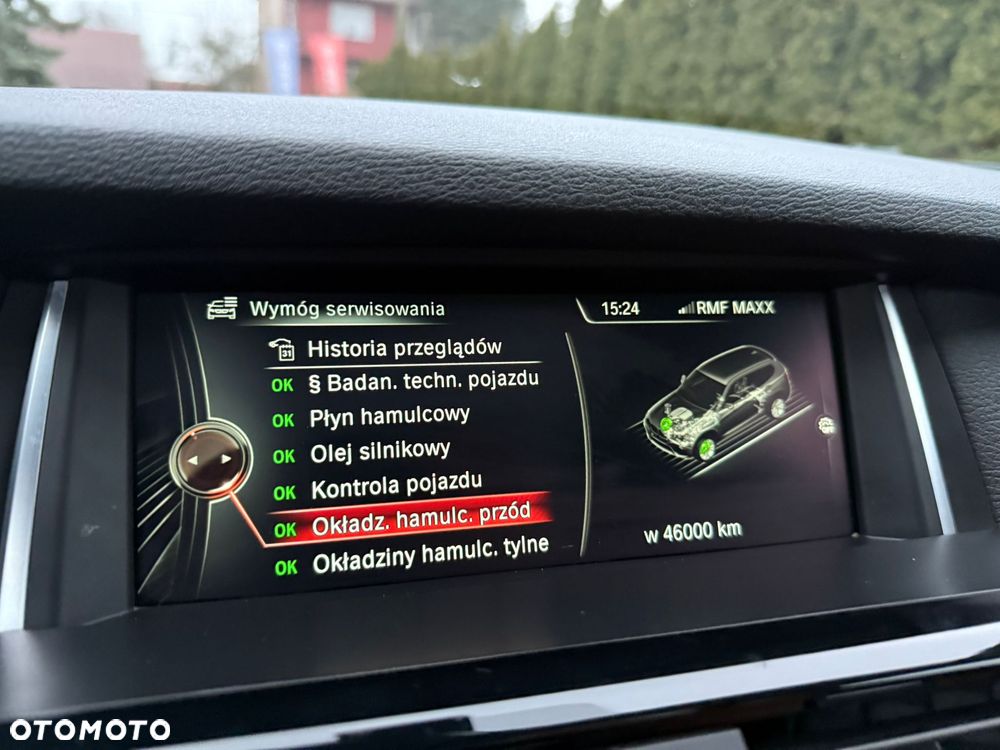 Wymóg serwisowania
15:24
RMF MAXX
31
Historia przeglądów
OK § Badan. techn. pojazdu
OK Płyn hamulcowy
OK Olej silnikowy
OK Kontrola pojazdu
OK Okładz. hamulc. przód
OK Okładziny hamulc. tylne
w 46000 km
OTOMOTO